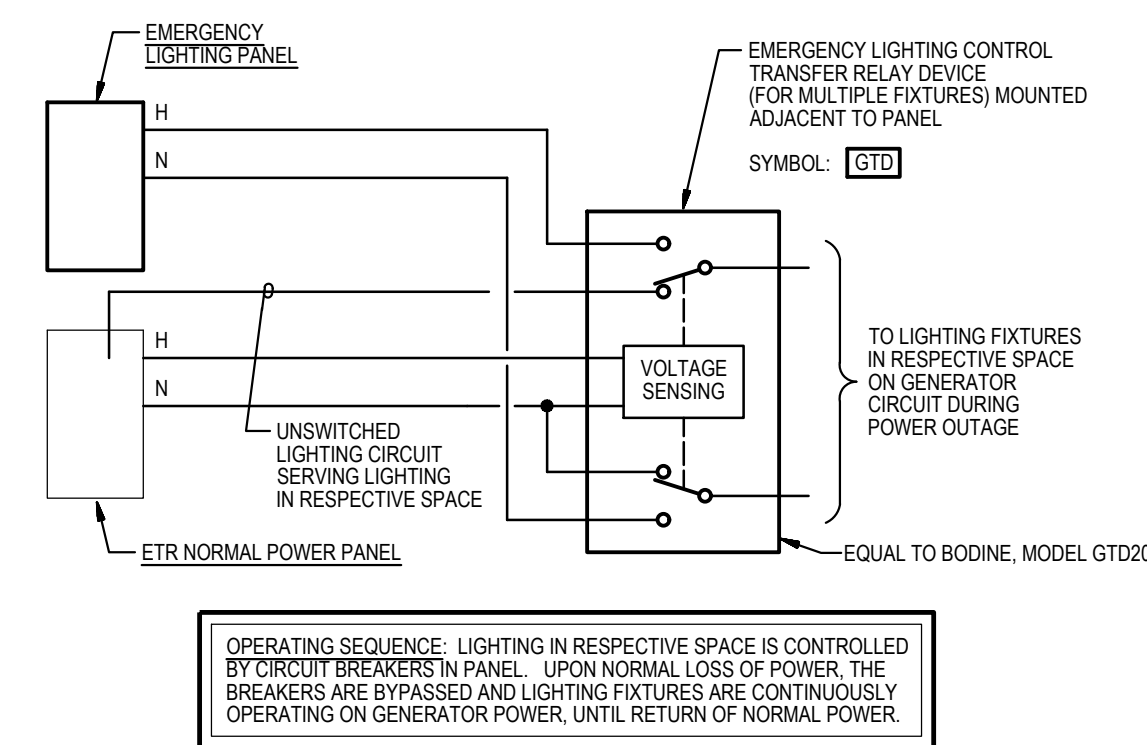 EMERGENCY
LIGHTING PANEL
EMERGENCY LIGHTING CONTROL
TRANSFER RELAY DEVICE
(FOR MULTIPLE FIXTURES) MOUNTED
ADJACENT TO PANEL
SYMBOL: GTD
H
N
H
N
VOLTAGE
SENSING
TO LIGHTING FIXTURES
IN RESPECTIVE SPACE
ON GENERATOR
CIRCUIT DURING
POWER OUTAGE
UNSWITCHED
LIGHTING CIRCUIT
SERVING LIGHTING
IN RESPECTIVE SPACE
ETR NORMAL POWER PANEL
EQUAL TO BODINE, MODEL GTD20
OPERATING SEQUENCE: LIGHTING IN RESPECTIVE SPACE IS CONTROLLED
BY CIRCUIT BREAKERS IN PANEL. UPON NORMAL LOSS OF POWER, THE
BREAKERS ARE BYPASSED AND LIGHTING FIXTURES ARE CONTINUOUSLY
OPERATING ON GENERATOR POWER, UNTIL RETURN OF NORMAL POWER.